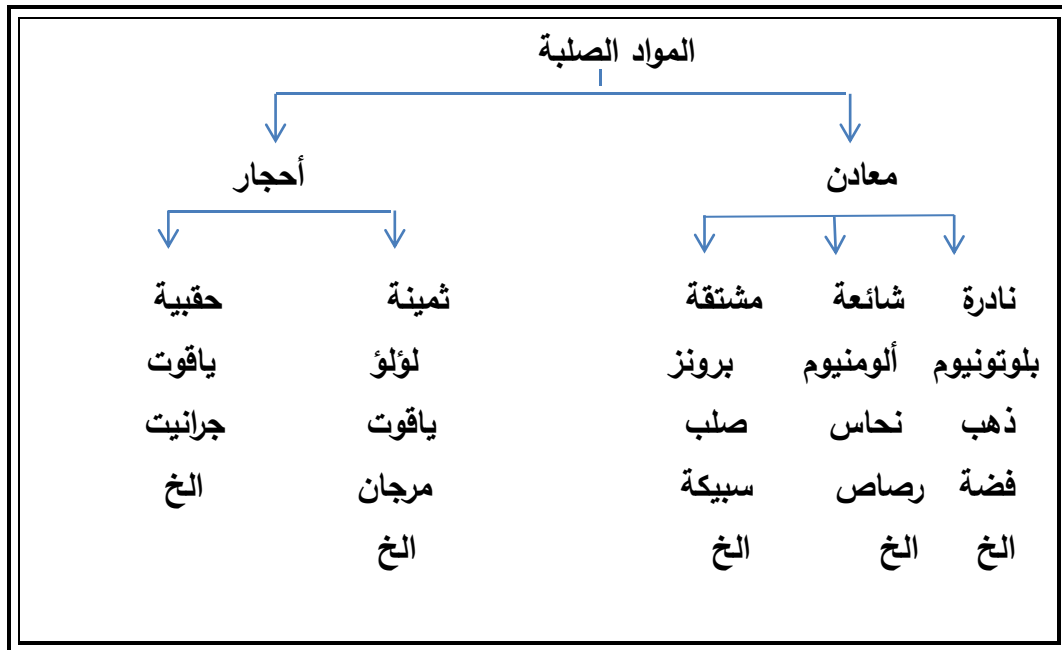 المواد الصلبة
معادن أحجار
نادرة شائعة مشتقة ثمينة حقبية
بلوتونيوم ألومنيوم برونز لؤلؤ ياقوت
ذهب نحاس صلب ياقوت جرانيت
فضة رصاص سبيكة مرجان الخ
الخ الخ الخ الخ